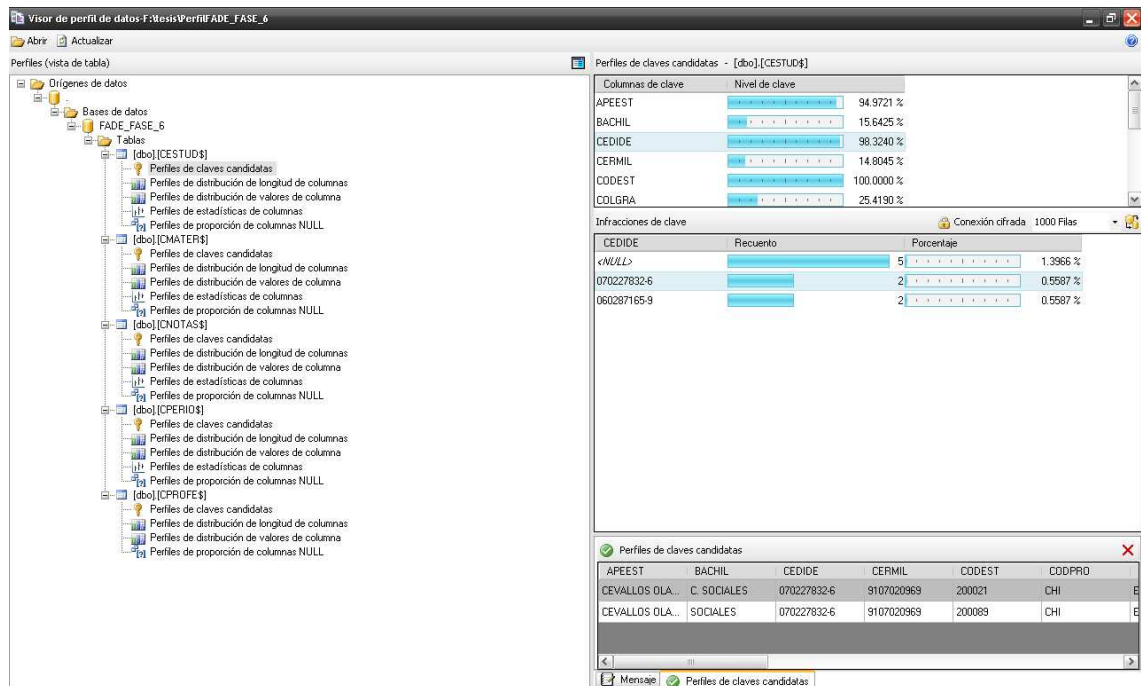 Visor de perfil de datos-F:\tesis\PerfilFADE_FASE_6
Abrir Actualizar
Perfiles (vista de tabla)
Orígenes de datos
.
Bases de datos
FADE_FASE_6
Tablas
[dbo].[CESTUD$]
Perfiles de claves candidatas
Perfiles de distribución de longitud de columnas
Perfiles de distribución de valores de columna
Perfiles de estadísticas de columnas
Perfiles de proporción de columnas NULL
[dbo].[CMATER$]
Perfiles de claves candidatas
Perfiles de distribución de longitud de columnas
Perfiles de distribución de valores de columna
Perfiles de estadísticas de columnas
Perfiles de proporción de columnas NULL
[dbo].[CNOTAS$]
Perfiles de claves candidatas
Perfiles de distribución de longitud de columnas
Perfiles de distribución de valores de columna
Perfiles de estadísticas de columnas
Perfiles de proporción de columnas NULL
[dbo].[CPERIO$]
Perfiles de claves candidatas
Perfiles de distribución de longitud de columnas
Perfiles de distribución de valores de columna
Perfiles de estadísticas de columnas
Perfiles de proporción de columnas NULL
[dbo].[CPROFE$]
Perfiles de claves candidatas
Perfiles de distribución de longitud de columnas
Perfiles de distribución de valores de columna
Perfiles de proporción de columnas NULL
Perfiles de claves candidatas - [dbo].[CESTUD$]
Columnas de clave Nivel de clave
APEEST 94.9721 %
BACHIL 15.6425 %
CEDIDE 98.3240 %
CERMIL 14.8045 %
CODEST 100.0000 %
COLGRA 25.4190 %
Infracciones de clave Conexión cifrada 1000 Filas
CEDIDE Recuento Porcentaje
<NULL> 5 1.3966 %
070227832-6 2 0.5587 %
060287165-9 2 0.5587 %
Perfiles de claves candidatas
APEEST BACHIL CEDIDE CERMIL CODEST CODPRO
CEVALLOS OLA... C. SOCIALES 070227832-6 9107020969 200021 CHI E
CEVALLOS OLA... SOCIALES 070227832-6 9107020969 200089 CHI E
Mensaje Perfiles de claves candidatas